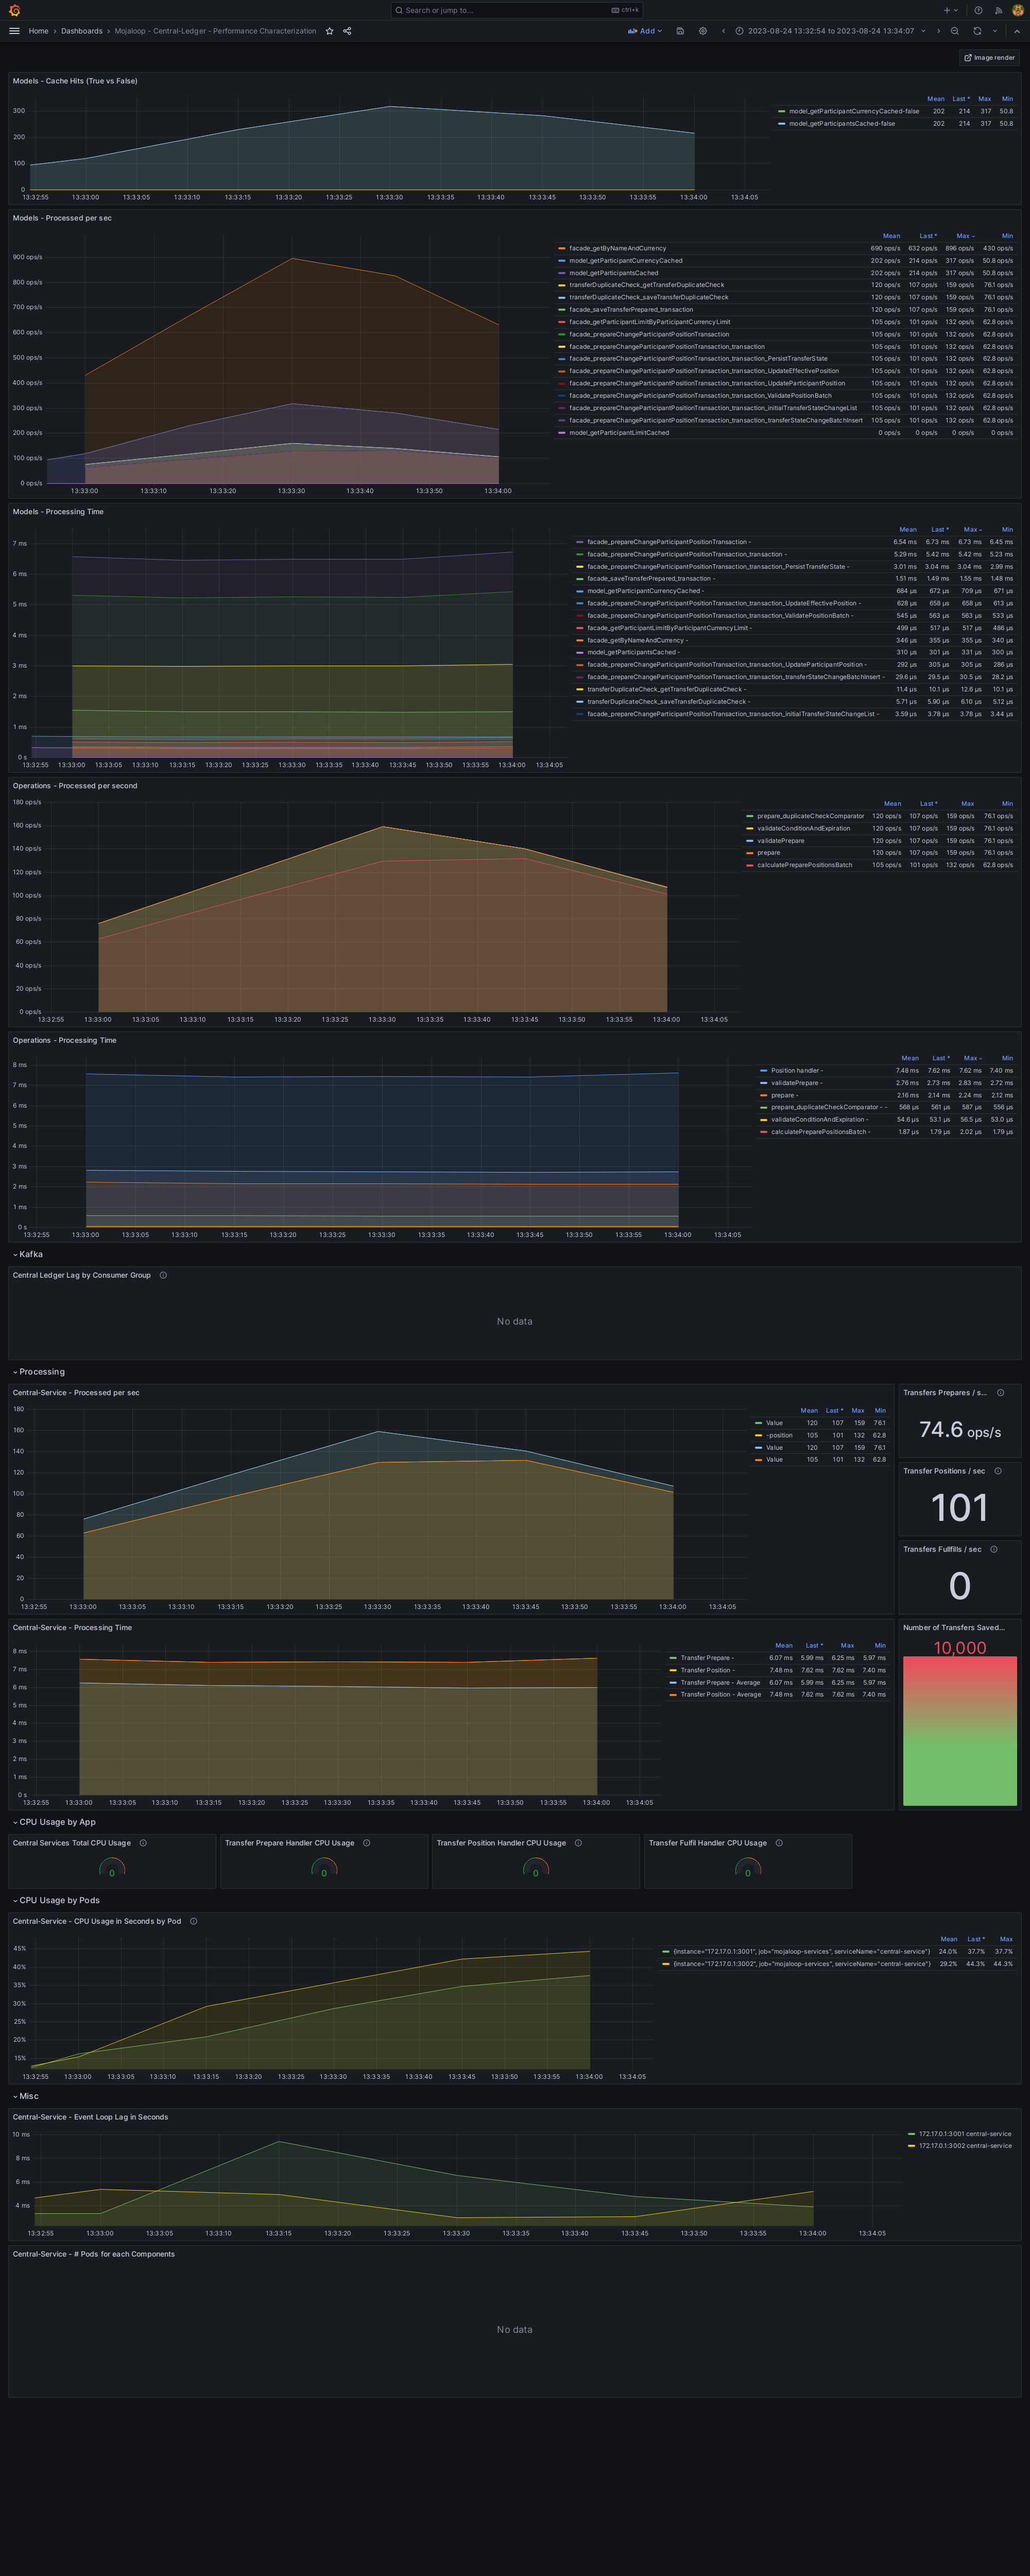 Search or jump to...
ctrl+k
Home › Dashboards › Mojaloop - Central-Ledger - Performance Characterization
Add
2023-08-24 13:32:54 to 2023-08-24 13:34:07
Image render
Models - Cache Hits (True vs False)
300
200
100
0
13:32:55 13:33:00 13:33:05 13:33:10 13:33:15 13:33:20 13:33:25 13:33:30 13:33:35 13:33:40 13:33:45 13:33:50 13:33:55 13:34:00 13:34:05
Mean Last * Max Min
model_getParticipantCurrencyCached-false 202 214 317 50.8
model_getParticipantsCached-false 202 214 317 50.8
Models - Processed per sec
900 ops/s
800 ops/s
700 ops/s
600 ops/s
500 ops/s
400 ops/s
300 ops/s
200 ops/s
100 ops/s
0 ops/s
13:33:00 13:33:10 13:33:20 13:33:30 13:33:40 13:33:50 13:34:00
Mean Last * Max Min
facade_getByNameAndCurrency 690 ops/s 632 ops/s 896 ops/s 430 ops/s
model_getParticipantCurrencyCached 202 ops/s 214 ops/s 317 ops/s 50.8 ops/s
model_getParticipantsCached 202 ops/s 214 ops/s 317 ops/s 50.8 ops/s
transferDuplicateCheck_getTransferDuplicateCheck 120 ops/s 107 ops/s 159 ops/s 76.1 ops/s
transferDuplicateCheck_saveTransferDuplicateCheck 120 ops/s 107 ops/s 159 ops/s 76.1 ops/s
facade_saveTransferPrepared_transaction 120 ops/s 107 ops/s 159 ops/s 76.1 ops/s
facade_getParticipantLimitByParticipantCurrencyLimit 105 ops/s 101 ops/s 132 ops/s 62.8 ops/s
facade_prepareChangeParticipantPositionTransaction 105 ops/s 101 ops/s 132 ops/s 62.8 ops/s
facade_prepareChangeParticipantPositionTransaction_transaction 105 ops/s 101 ops/s 132 ops/s 62.8 ops/s
facade_prepareChangeParticipantPositionTransaction_transaction_PersistTransferState 105 ops/s 101 ops/s 132 ops/s 62.8 ops/s
facade_prepareChangeParticipantPositionTransaction_transaction_UpdateEffectivePosition 105 ops/s 101 ops/s 132 ops/s 62.8 ops/s
facade_prepareChangeParticipantPositionTransaction_transaction_UpdateParticipantPosition 105 ops/s 101 ops/s 132 ops/s 62.8 ops/s
facade_prepareChangeParticipantPositionTransaction_transaction_ValidatePositionBatch 105 ops/s 101 ops/s 132 ops/s 62.8 ops/s
facade_prepareChangeParticipantPositionTransaction_transaction_initialTransferStateChangeList 105 ops/s 101 ops/s 132 ops/s 62.8 ops/s
facade_prepareChangeParticipantPositionTransaction_transaction_transferStateChangeBatchInsert 105 ops/s 101 ops/s 132 ops/s 62.8 ops/s
model_getParticipantLimitCached 0 ops/s 0 ops/s 0 ops/s 0 ops/s
Models - Processing Time
7 ms
6 ms
5 ms
4 ms
3 ms
2 ms
1 ms
0 s
13:32:55 13:33:00 13:33:05 13:33:10 13:33:15 13:33:20 13:33:25 13:33:30 13:33:35 13:33:40 13:33:45 13:33:50 13:33:55 13:34:00 13:34:05
Mean Last * Max Min
facade_prepareChangeParticipantPositionTransaction - 6.54 ms 6.73 ms 6.73 ms 6.45 ms
facade_prepareChangeParticipantPositionTransaction_transaction - 5.29 ms 5.42 ms 5.42 ms 5.23 ms
facade_prepareChangeParticipantPositionTransaction_transaction_PersistTransferState - 3.01 ms 3.04 ms 3.04 ms 2.99 ms
facade_saveTransferPrepared_transaction - 1.51 ms 1.49 ms 1.55 ms 1.48 ms
model_getParticipantCurrencyCached - 684 µs 672 µs 709 µs 671 µs
facade_prepareChangeParticipantPositionTransaction_transaction_UpdateEffectivePosition - 628 µs 658 µs 658 µs 613 µs
facade_prepareChangeParticipantPositionTransaction_transaction_ValidatePositionBatch - 545 µs 563 µs 563 µs 533 µs
facade_getParticipantLimitByParticipantCurrencyLimit - 499 µs 517 µs 517 µs 486 µs
facade_getByNameAndCurrency - 346 µs 355 µs 355 µs 340 µs
model_getParticipantsCached - 310 µs 301 µs 331 µs 300 µs
facade_prepareChangeParticipantPositionTransaction_transaction_UpdateParticipantPosition - 292 µs 305 µs 305 µs 286 µs
facade_prepareChangeParticipantPositionTransaction_transaction_transferStateChangeBatchInsert - 29.6 µs 29.5 µs 30.5 µs 28.2 µs
transferDuplicateCheck_getTransferDuplicateCheck - 11.4 µs 10.1 µs 12.6 µs 10.1 µs
transferDuplicateCheck_saveTransferDuplicateCheck - 5.71 µs 5.90 µs 6.10 µs 5.12 µs
facade_prepareChangeParticipantPositionTransaction_transaction_initialTransferStateChangeList - 3.59 µs 3.78 µs 3.78 µs 3.44 µs
Operations - Processed per second
180 ops/s
160 ops/s
140 ops/s
120 ops/s
100 ops/s
80 ops/s
60 ops/s
40 ops/s
20 ops/s
0 ops/s
13:32:55 13:33:00 13:33:05 13:33:10 13:33:15 13:33:20 13:33:25 13:33:30 13:33:35 13:33:40 13:33:45 13:33:50 13:33:55 13:34:00 13:34:05
Mean Last * Max Min
prepare_duplicateCheckComparator 120 ops/s 107 ops/s 159 ops/s 76.1 ops/s
validateConditionAndExpiration 120 ops/s 107 ops/s 159 ops/s 76.1 ops/s
validatePrepare 120 ops/s 107 ops/s 159 ops/s 76.1 ops/s
prepare 120 ops/s 107 ops/s 159 ops/s 76.1 ops/s
calculatePreparePositionsBatch 105 ops/s 101 ops/s 132 ops/s 62.8 ops/s
Operations - Processing Time
8 ms
7 ms
6 ms
5 ms
4 ms
3 ms
2 ms
1 ms
0 s
13:32:55 13:33:00 13:33:05 13:33:10 13:33:15 13:33:20 13:33:25 13:33:30 13:33:35 13:33:40 13:33:45 13:33:50 13:33:55 13:34:00 13:34:05
Mean Last * Max Min
Position handler - 7.48 ms 7.62 ms 7.62 ms 7.40 ms
validatePrepare - 2.76 ms 2.73 ms 2.83 ms 2.72 ms
prepare - 2.16 ms 2.14 ms 2.24 ms 2.12 ms
prepare_duplicateCheckComparator - - 568 µs 561 µs 587 µs 556 µs
validateConditionAndExpiration - 54.6 µs 53.1 µs 56.5 µs 53.0 µs
calculatePreparePositionsBatch - 1.87 µs 1.79 µs 2.02 µs 1.79 µs
Kafka
Central Ledger Lag by Consumer Group
No data
Processing
Central-Service - Processed per sec
180
160
140
120
100
80
60
40
20
0
13:32:55 13:33:00 13:33:05 13:33:10 13:33:15 13:33:20 13:33:25 13:33:30 13:33:35 13:33:40 13:33:45 13:33:50 13:33:55 13:34:00 13:34:05
Mean Last * Max Min
Value 120 107 159 76.1
-position 105 101 132 62.8
Value 120 107 159 76.1
Value 105 101 132 62.8
Transfers Prepares / s...
74.6 ops/s
Transfer Positions / sec
101
Transfers Fullfills / sec
0
Central-Service - Processing Time
8 ms
7 ms
6 ms
5 ms
4 ms
3 ms
2 ms
1 ms
0 s
13:32:55 13:33:00 13:33:05 13:33:10 13:33:15 13:33:20 13:33:25 13:33:30 13:33:35 13:33:40 13:33:45 13:33:50 13:33:55 13:34:00 13:34:05
Mean Last * Max Min
Transfer Prepare - 6.07 ms 5.99 ms 6.25 ms 5.97 ms
Transfer Position - 7.48 ms 7.62 ms 7.62 ms 7.40 ms
Transfer Prepare - Average 6.07 ms 5.99 ms 6.25 ms 5.97 ms
Transfer Position - Average 7.48 ms 7.62 ms 7.62 ms 7.40 ms
Number of Transfers Saved...
10,000
CPU Usage by App
Central Services Total CPU Usage
0
Transfer Prepare Handler CPU Usage
0
Transfer Position Handler CPU Usage
0
Transfer Fulfil Handler CPU Usage
0
CPU Usage by Pods
Central-Service - CPU Usage in Seconds by Pod
45%
40%
35%
30%
25%
20%
15%
13:32:55 13:33:00 13:33:05 13:33:10 13:33:15 13:33:20 13:33:25 13:33:30 13:33:35 13:33:40 13:33:45 13:33:50 13:33:55 13:34:00 13:34:05
Mean Last * Max
{instance="172.17.0.1:3001", job="mojaloop-services", serviceName="central-service"} 24.0% 37.7% 37.7%
{instance="172.17.0.1:3002", job="mojaloop-services", serviceName="central-service"} 29.2% 44.3% 44.3%
Misc
Central-Service - Event Loop Lag in Seconds
10 ms
8 ms
6 ms
4 ms
13:32:55 13:33:00 13:33:05 13:33:10 13:33:15 13:33:20 13:33:25 13:33:30 13:33:35 13:33:40 13:33:45 13:33:50 13:33:55 13:34:00 13:34:05
172.17.0.1:3001 central-service
172.17.0.1:3002 central-service
Central-Service - # Pods for each Components
No data